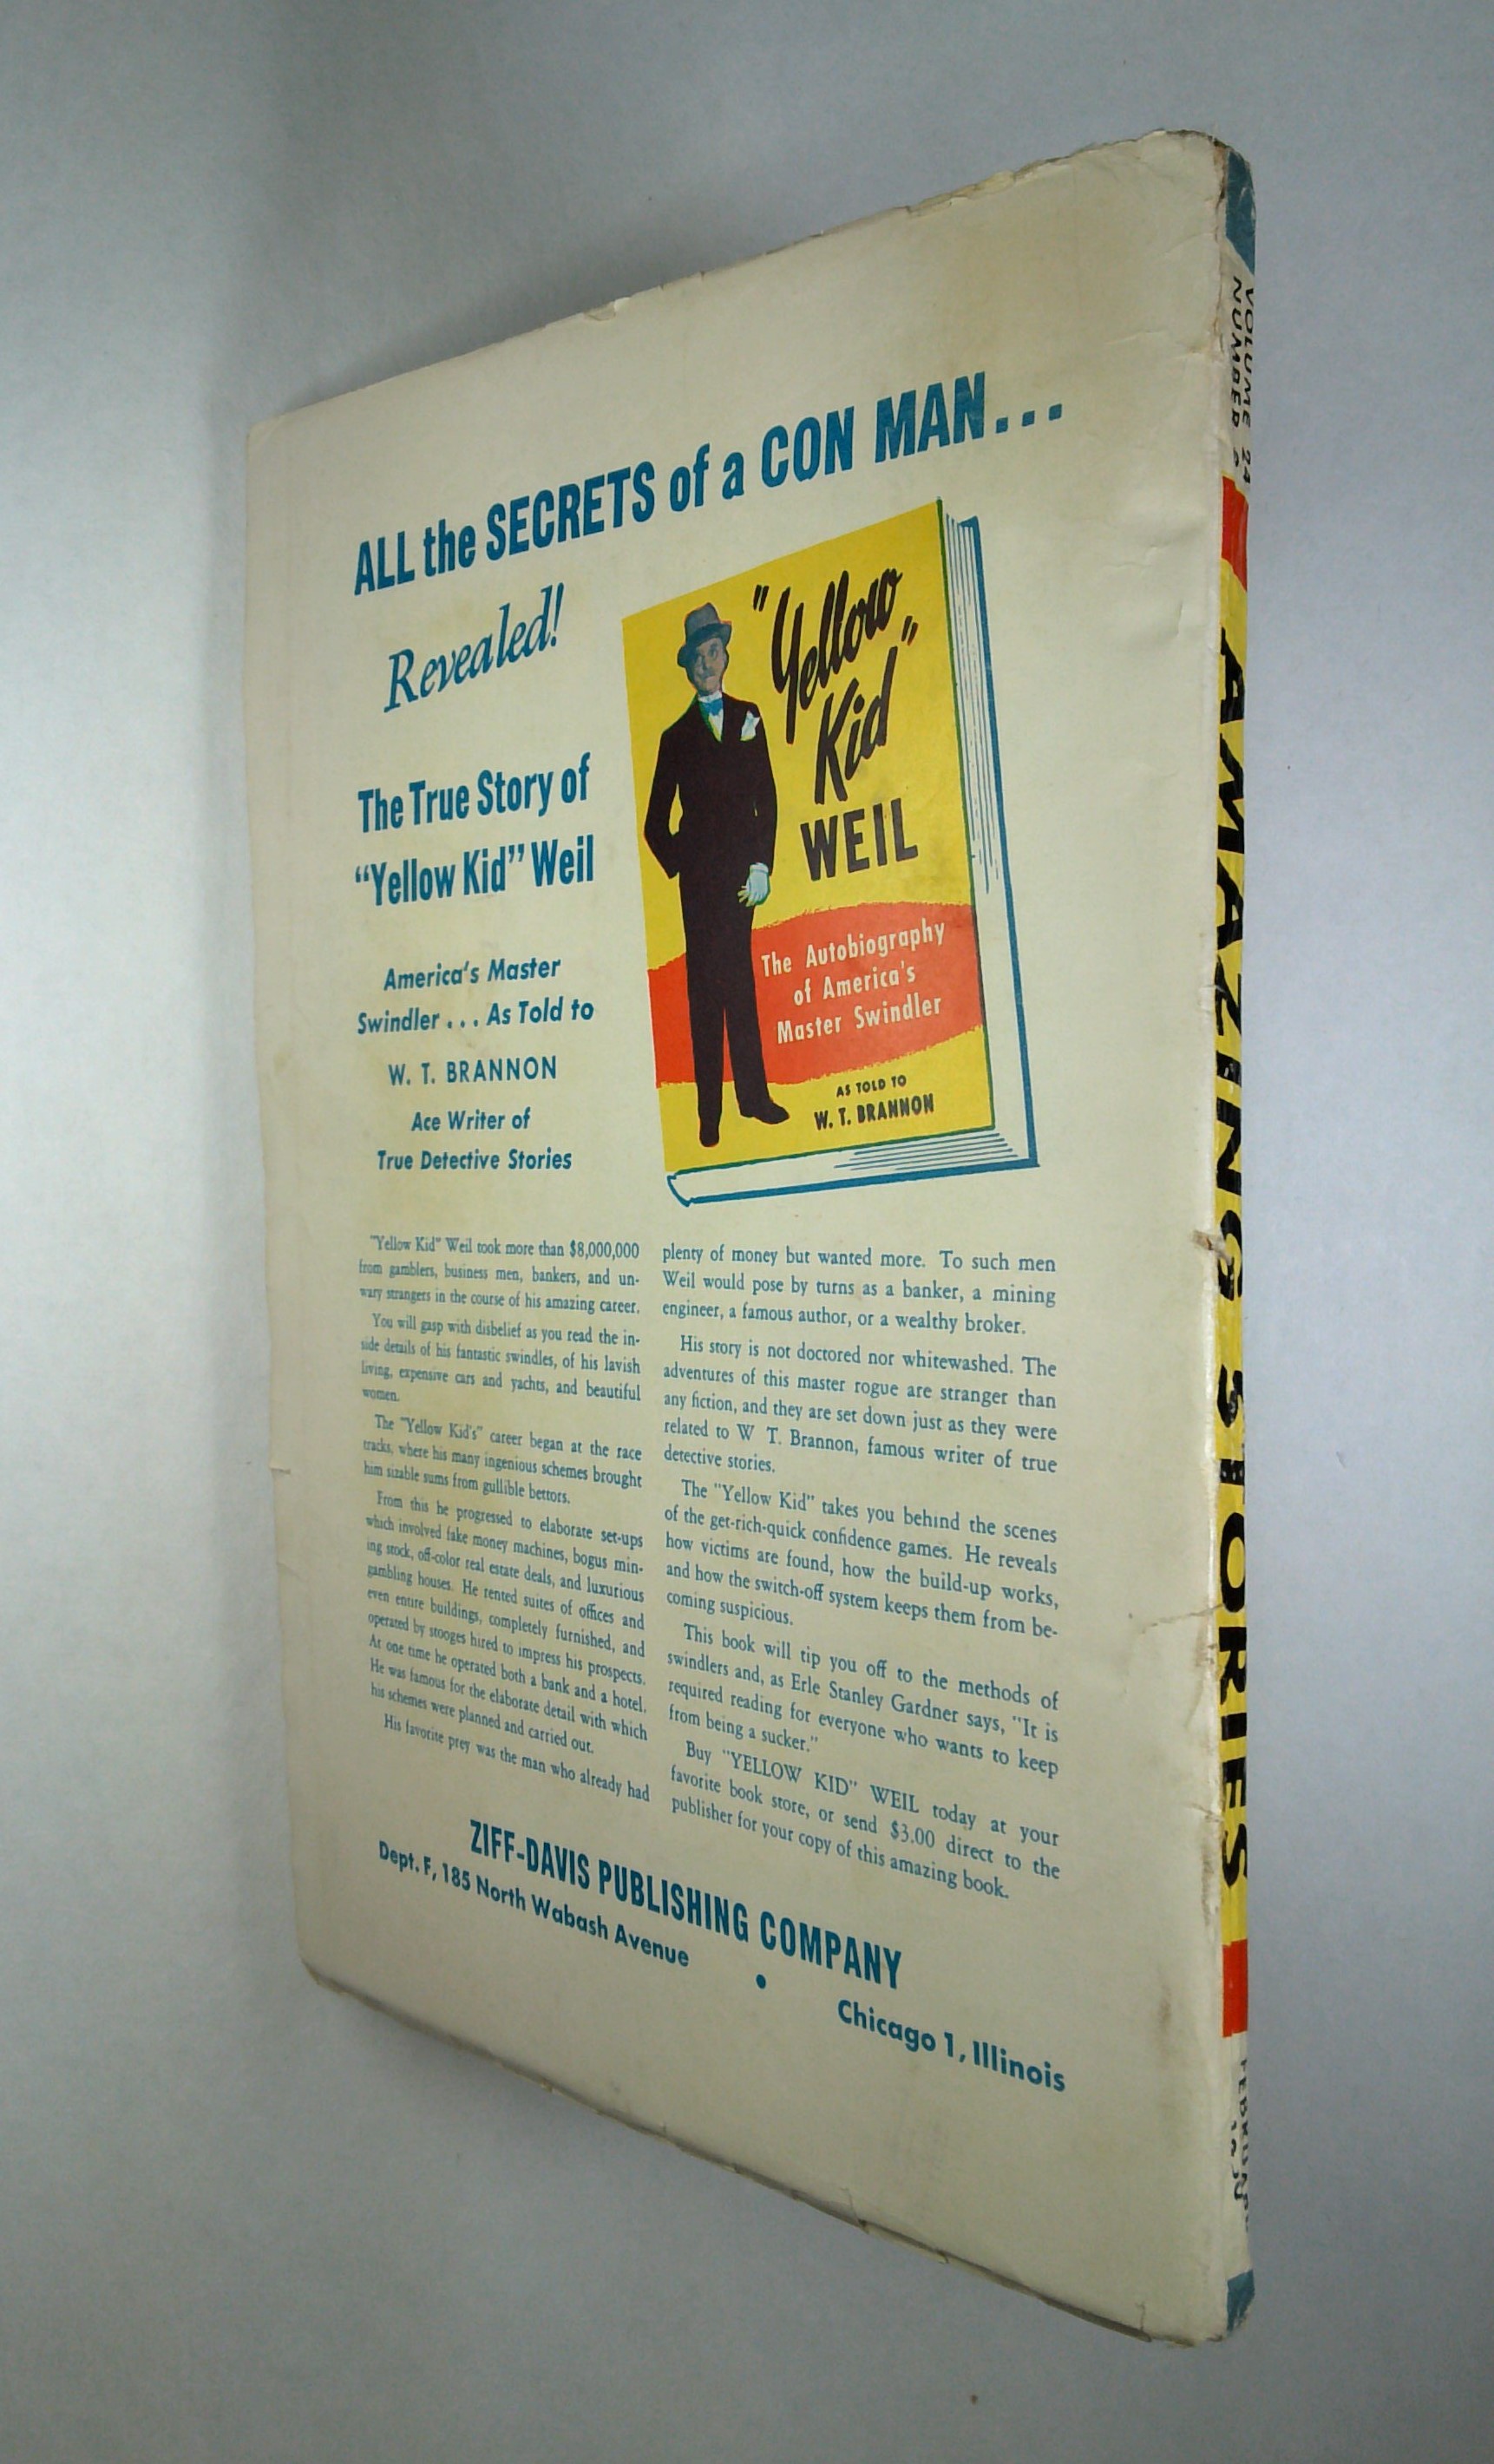 ALL the SECRETS of a CON MAN...
Revealed!
The True Story of
"Yellow Kid" Weil
America's Master
Swindler... As Told to
W. T. BRANNON
Ace Writer of
True Detective Stories
"Yellow
Kid"
WEIL
The Autobiography
of America's
Master Swindler
AS TOLD TO
W. T. BRANNON
"Yellow Kid" Weil took more than $8,000,000
from gamblers, business men, bankers, and un-
wary strangers in the course of his amazing career.
You will gasp with disbelief as you read the in-
side details of his fantastic swindles, of his lavish
living, expensive cars and yachts, and beautiful
women.
The "Yellow Kid's" career began at the race
tracks, where his many ingenious schemes brought
him sizable sums from gullible bettors.
From this he progressed to elaborate set-ups
which involved fake money machines, bogus min-
ing stock, off-color real estate deals, and luxurious
gambling houses. He rented suites of offices and
even entire buildings, completely furnished, and
operated by stooges hired to impress his prospects.
At one time he operated both a bank and a hotel.
He was famous for the elaborate detail with which
his schemes were planned and carried out.
His favorite prey was the man who already had
plenty of money but wanted more. To such men
Weil would pose by turns as a banker, a mining
engineer, a famous author, or a wealthy broker.
His story is not doctored nor whitewashed. The
adventures of this master rogue are stranger than
any fiction, and they are set down just as they were
related to W T. Brannon, famous writer of true
detective stories.
The "Yellow Kid" takes you behind the scenes
of the get-rich-quick confidence games. He reveals
how victims are found, how the build-up works,
and how the switch-off system keeps them from be-
coming suspicious.
This book will tip you off to the methods of
swindlers and, as Erle Stanley Gardner says, "It is
required reading for everyone who wants to keep
from being a sucker."
Buy "YELLOW KID" WEIL today at your
favorite book store, or send $3.00 direct to the
publisher for your copy of this amazing book.
ZIFF-DAVIS PUBLISHING COMPANY
Dept. F, 185 North Wabash Avenue • Chicago 1, Illinois
VOLUME 24
NUMBER 2
AMAZING STORIES
FEBRUARY